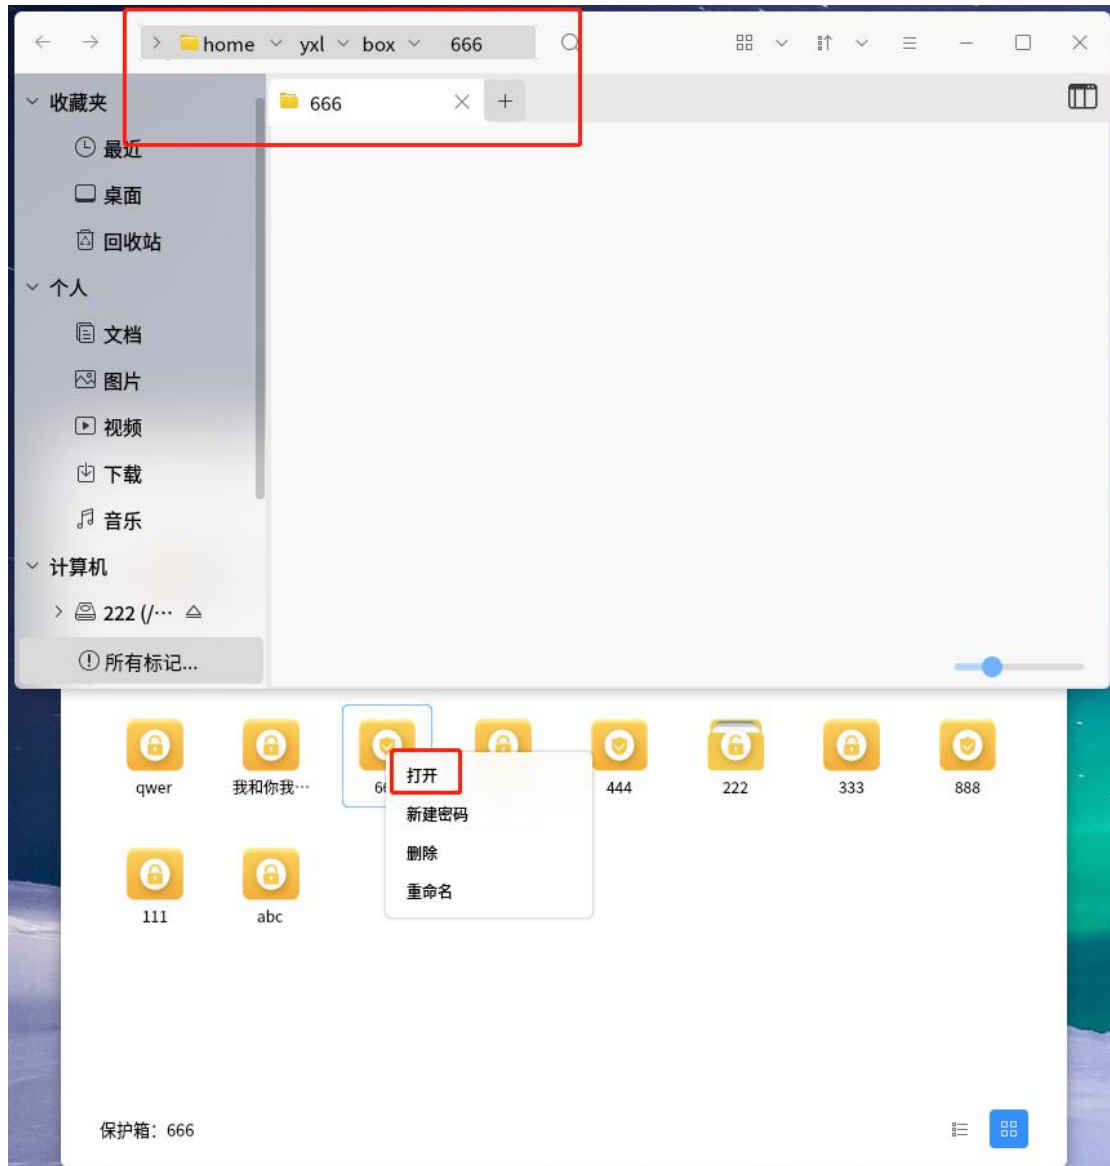 home yxl box 666
收藏夹
666
最近
桌面
回收站
个人
文档
图片
视频
下载
音乐
计算机
222 (/···
所有标记...
qwer
我和你我···
444
222
333
888
打开
新建密码
删除
重命名
111
abc
保护箱：666